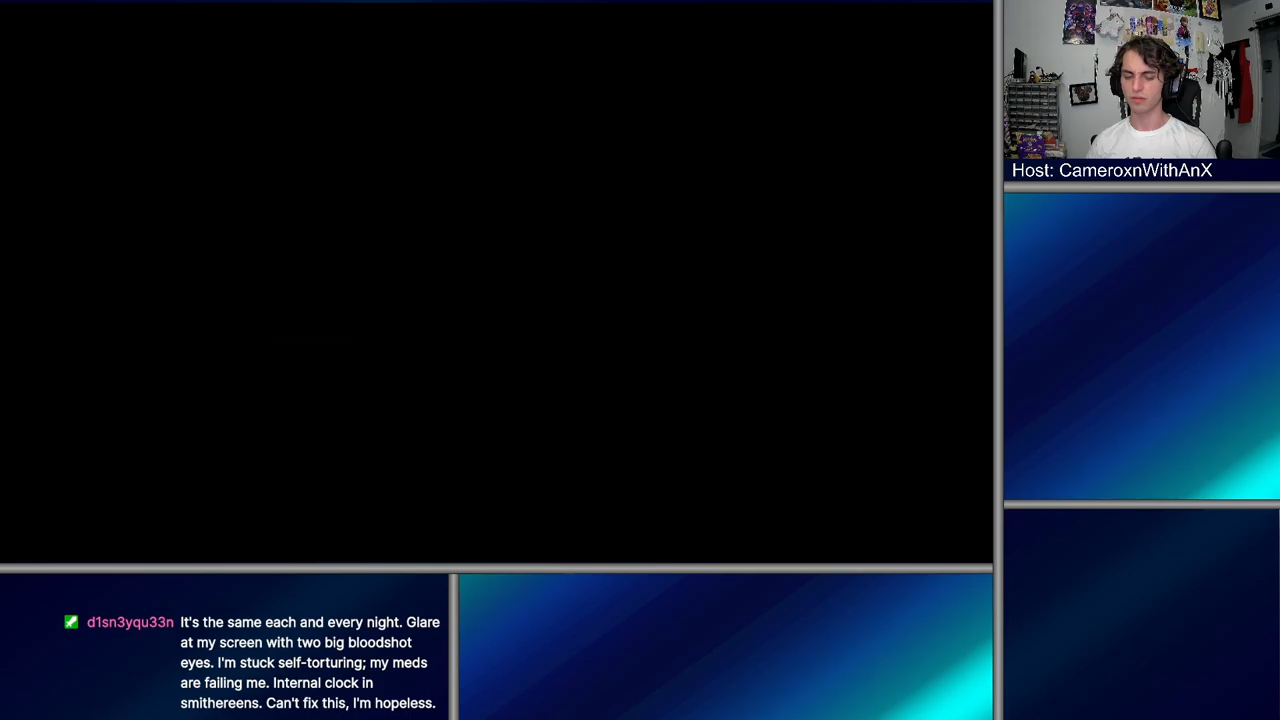 Host: CameroxnWithAnX
d1sn3yqu33n It's the same each and every night. Glare
at my screen with two big bloodshot
eyes. I'm stuck self-torturing; my meds
are failing me. Internal clock in
smithereens. Can't fix this, I'm hopeless.